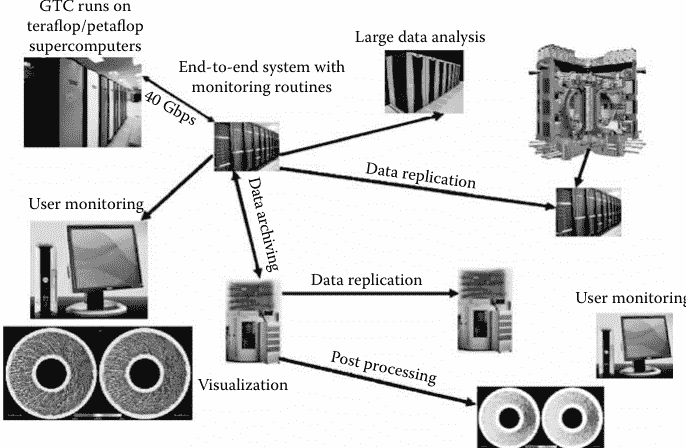 GTC runs on
teraflop/petaflop
supercomputers
Large data analysis
End-to-end system with
monitoring routines
40 Gbps
Data replication
User monitoring
Data archiving
Data replication
User monitoring
Post processing
Visualization